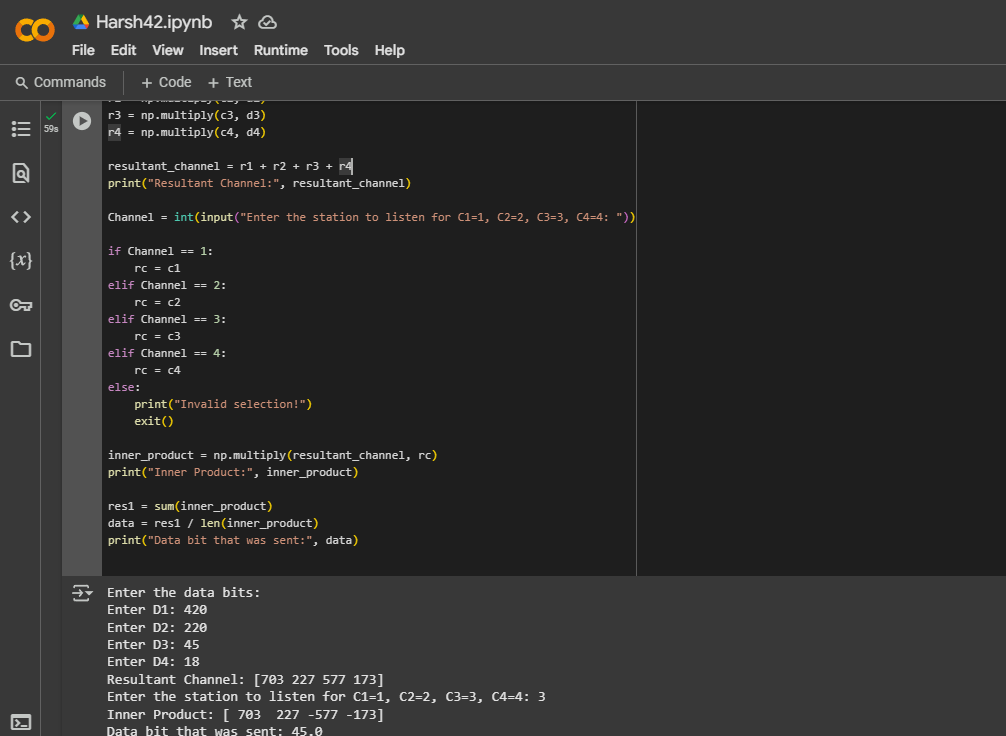 Harsh42.ipynb
File Edit View Insert Runtime Tools Help
Commands + Code + Text
59s
r3 = np.multiply(c3, d3)
r4 = np.multiply(c4, d4)
resultant_channel = r1 + r2 + r3 + r4
print("Resultant Channel:", resultant_channel)
Channel = int(input("Enter the station to listen for C1=1, C2=2, C3=3, C4=4: "))
if Channel == 1:
    rc = c1
elif Channel == 2:
    rc = c2
elif Channel == 3:
    rc = c3
elif Channel == 4:
    rc = c4
else:
    print("Invalid selection!")
    exit()
inner_product = np.multiply(resultant_channel, rc)
print("Inner Product:", inner_product)
res1 = sum(inner_product)
data = res1 / len(inner_product)
print("Data bit that was sent:", data)
Enter the data bits:
Enter D1: 420
Enter D2: 220
Enter D3: 45
Enter D4: 18
Resultant Channel: [703 227 577 173]
Enter the station to listen for C1=1, C2=2, C3=3, C4=4: 3
Inner Product: [ 703  227 -577 -173]
Data bit that was sent: 45.0